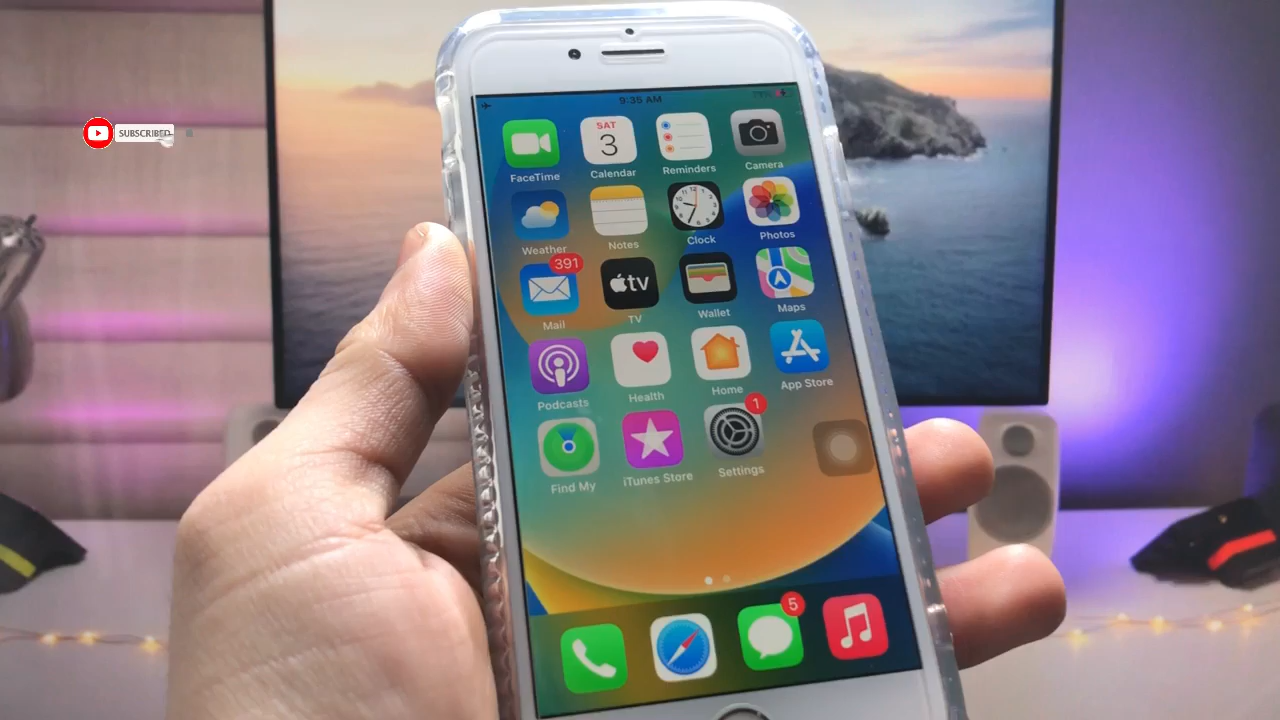 SUBSCRIBED
9:35 AM
SAT
3
FaceTime
Calendar
Reminders
Camera
Weather
Notes
Clock
Photos
391
tv
Mail
TV
Wallet
Maps
Podcasts
Health
Home
App Store
1
Find My
iTunes Store
Settings
5